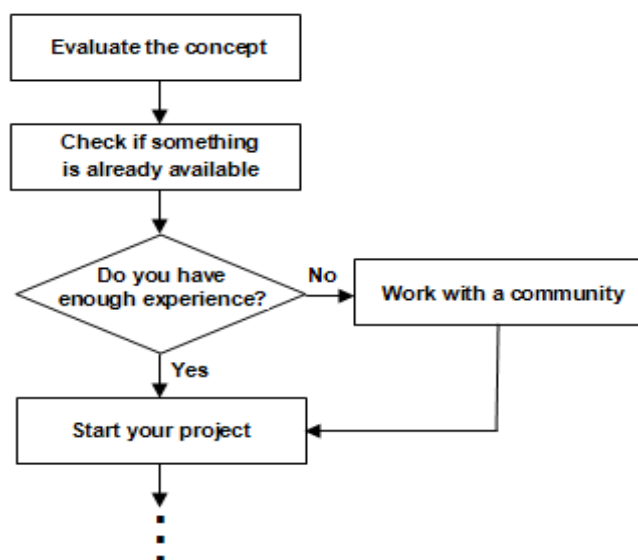 Evaluate the concept
Check if something
is already available
Do you have
enough experience?
No
Work with a community
Yes
Start your project